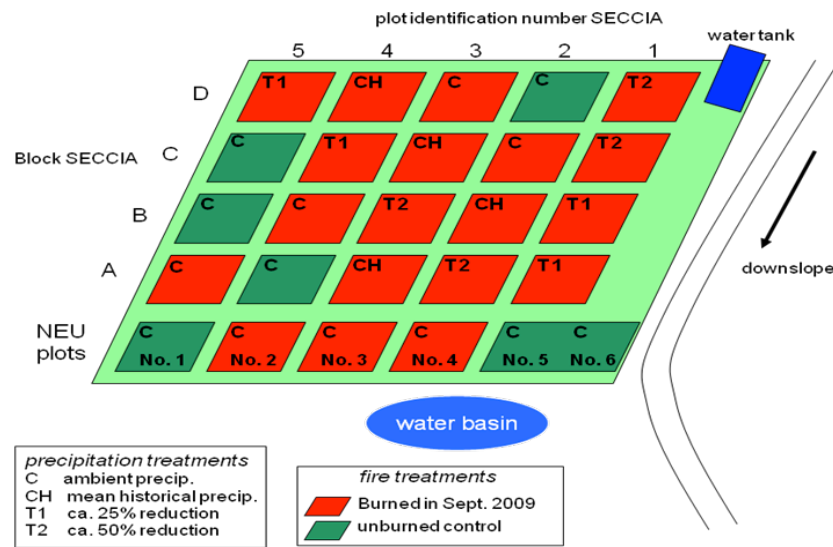 plot identification number SECCIA
water tank
5 4 3 2 1
D T1 CH C C T2
Block SECCIA
C C T1 CH C T2
B C C T2 CH T1
A C C CH T2 T1
down slope
NEU
plots
C C C C C C
No. 1 No. 2 No. 3 No. 4 No. 5 No. 6
water basin
precipitation treatments
C ambient precip.
CH mean historical precip.
T1 ca. 25% reduction
T2 ca. 50% reduction
fire treatments
Burned in Sept. 2009
unburned control